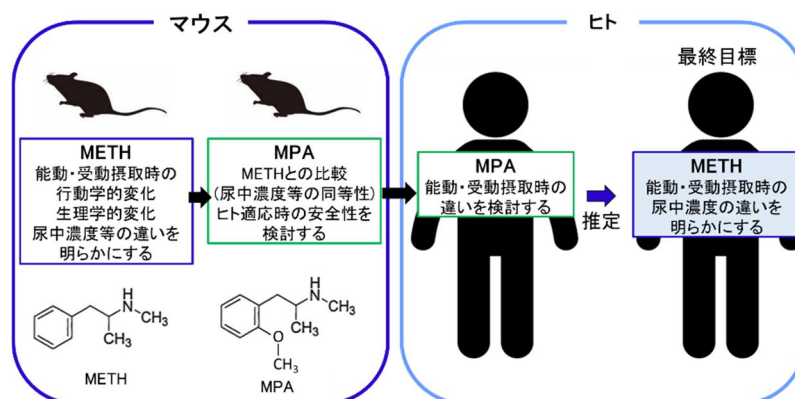 マウス
ヒト
最終目標
METH
能動・受動摂取時の
行動学的変化
生理学的変化
尿中濃度等の違いを
明らかにする
MPA
METHとの比較
(尿中濃度等の同等性)
ヒト適応時の安全性を
検討する
MPA
能動・受動摂取時の
違いを検討する
推定
METH
能動・受動摂取時の
尿中濃度の違いを
明らかにする
H
N
CH₃
CH₃
METH
H
N
CH₃
CH₃
O
CH₃
MPA